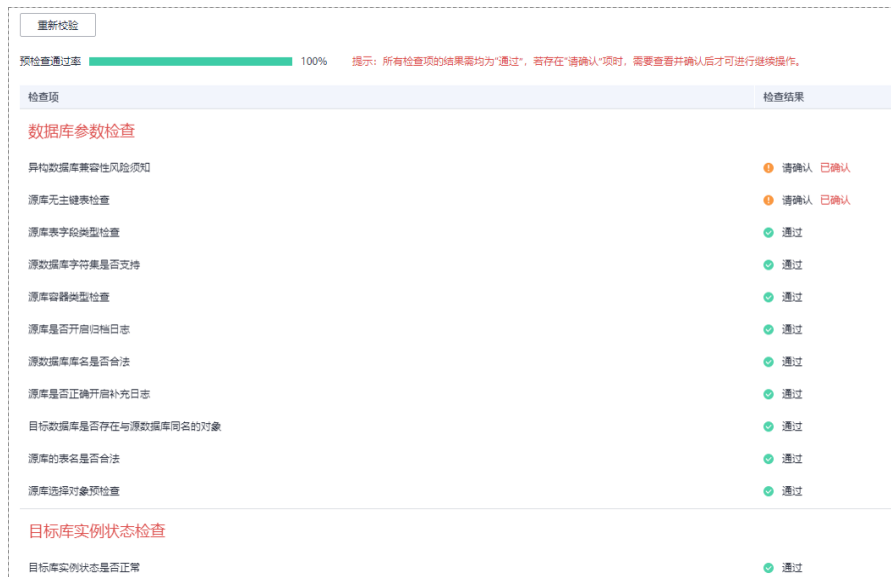 重新校验
预检查通过率 100% 提示：所有检查项的结果需均为“通过”，若存在“请确认”项时，需要查看并确认后才可进行继续操作。
检查项 检查结果
数据库参数检查
异构数据库兼容性风险须知 请确认 已确认
源库无主键表检查 请确认 已确认
源库表字段类型检查 通过
源数据库字符集是否支持 通过
源库容器类型检查 通过
源库是否开启归档日志 通过
源数据库库名是否合法 通过
源库是否正确开启补充日志 通过
目标数据库是否存在与源数据库同名的对象 通过
源库的表名是否合法 通过
源库选择对象预检查 通过
目标库实例状态检查
目标库实例状态是否正常 通过